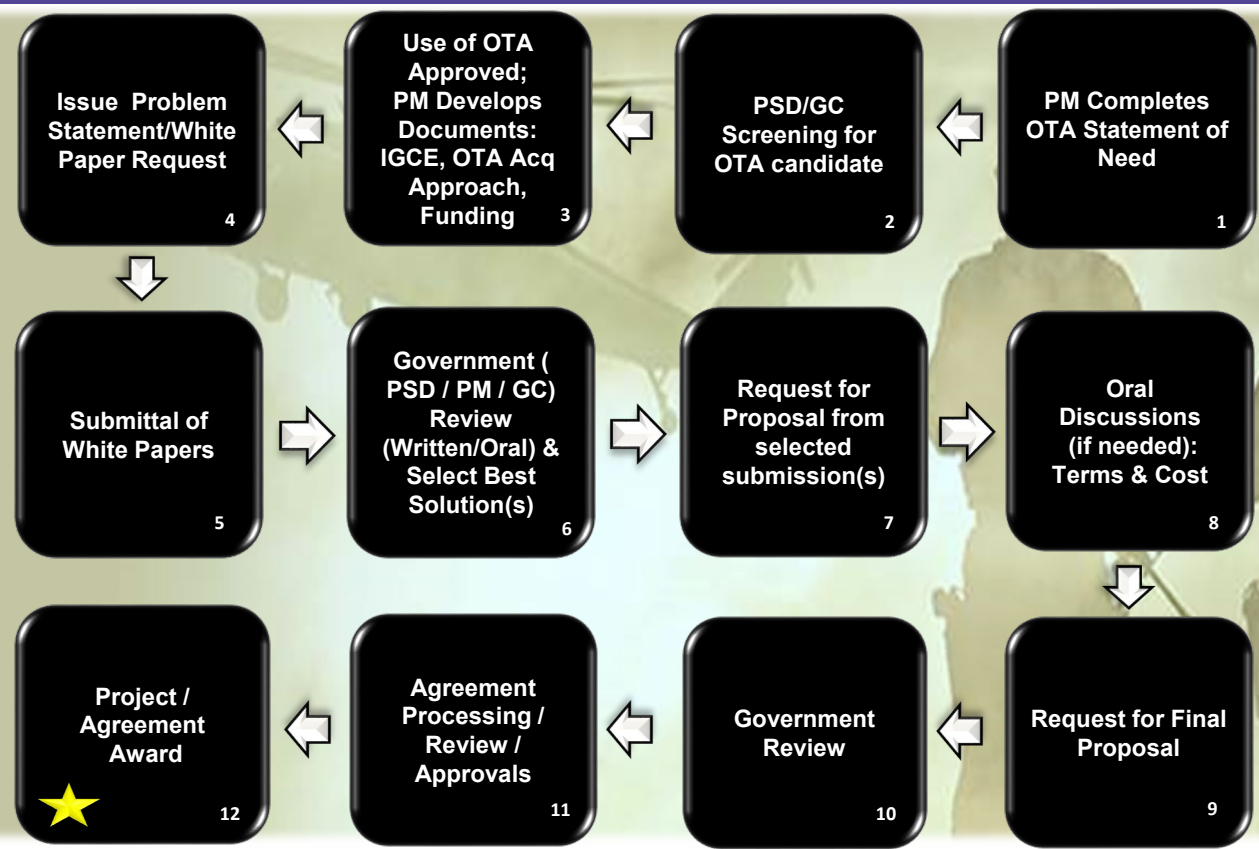 PM Completes
OTA Statement of
Need
1
PSD/GC
Screening for
OTA candidate
2
Use of OTA
Approved;
PM Develops
Documents:
IGCE, OTA Acq
Approach,
Funding
3
Issue Problem
Statement/White
Paper Request
4
Submittal of
White Papers
5
Government (
PSD / PM / GC)
Review
(Written/Oral) &
Select Best
Solution(s)
6
Request for
Proposal from
selected
submission(s)
7
Oral
Discussions
(if needed):
Terms & Cost
8
Request for Final
Proposal
9
Government
Review
10
Agreement
Processing /
Review /
Approvals
11
Project /
Agreement
Award
12